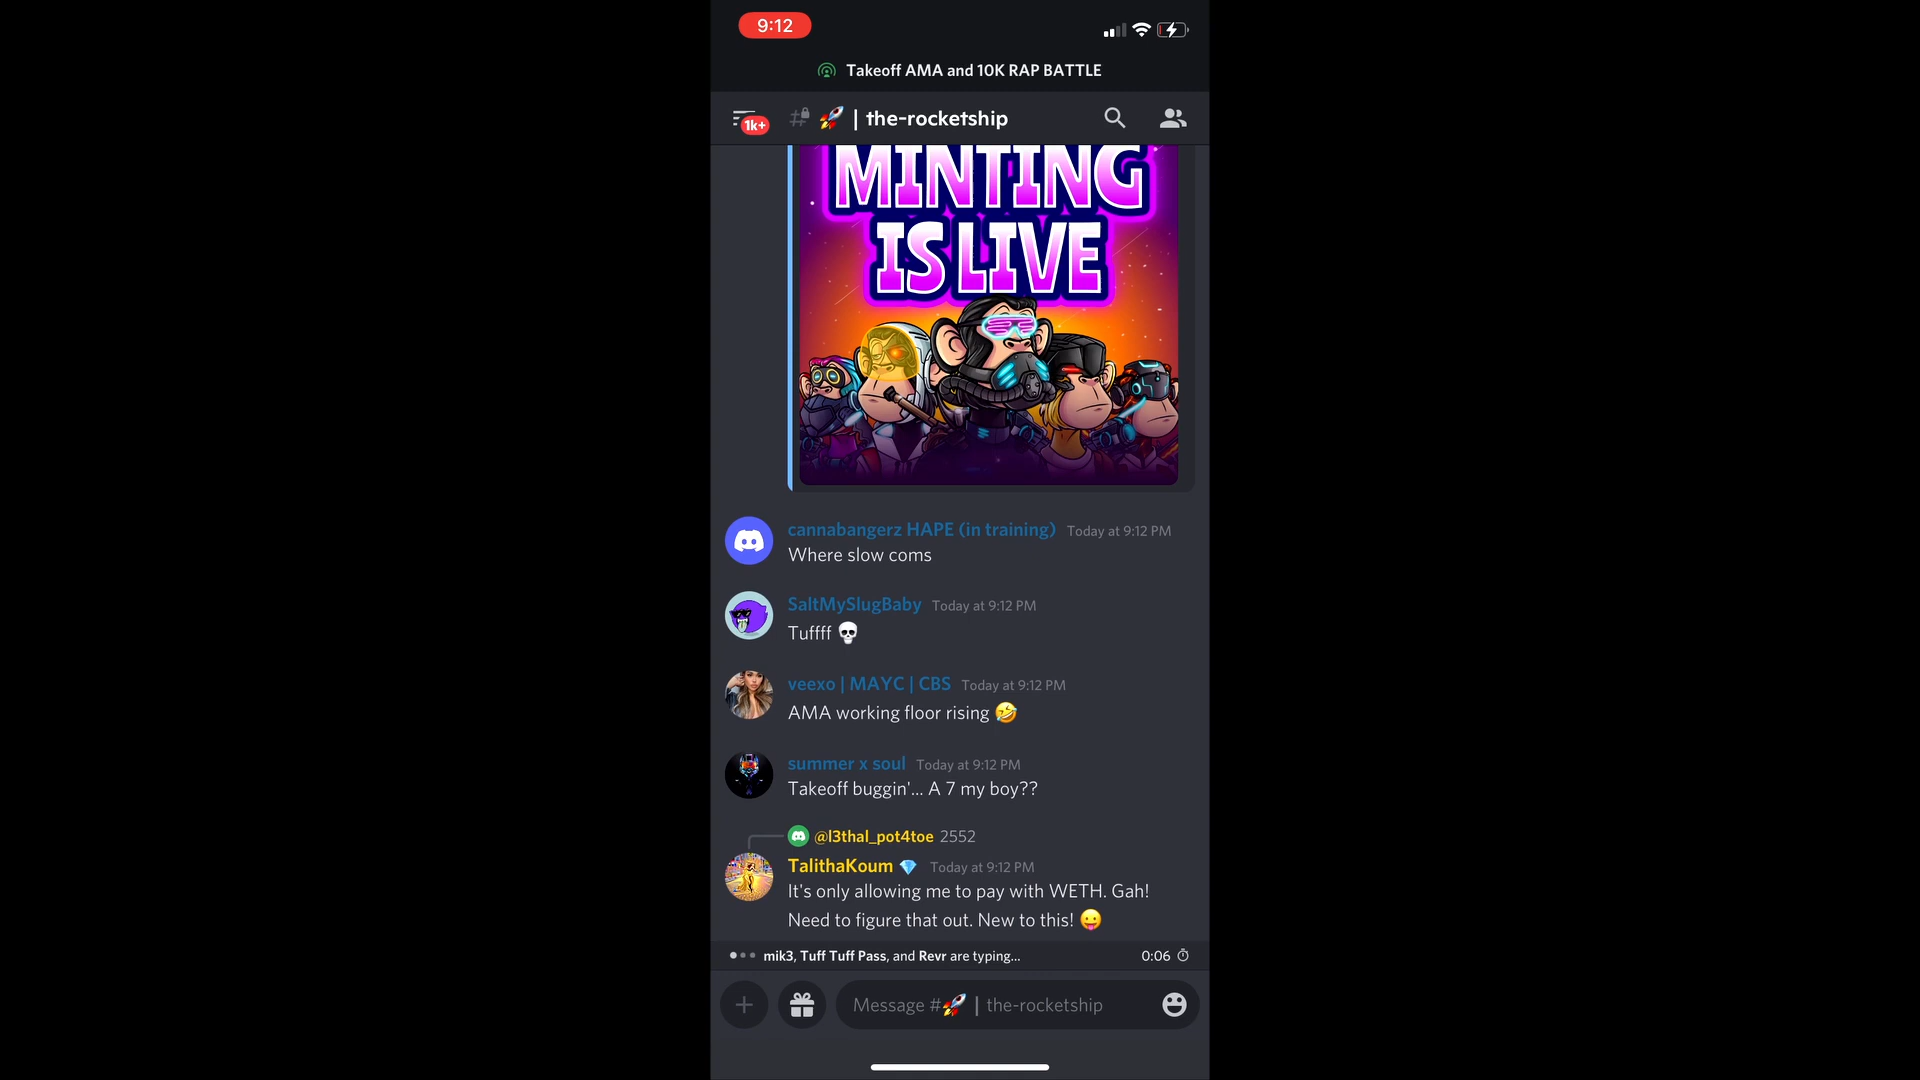 9:12
Takeoff AMA and 10K RAP BATTLE
1k+
# 🚀 | the-rocketship
MINTING
IS LIVE
cannabangerz HAPE (in training) Today at 9:12 PM
Where slow coms
SaltMySlugBaby Today at 9:12 PM
Tuffff 💀
veexo | MAYC | CBS Today at 9:12 PM
AMA working floor rising 🤣
summer x soul Today at 9:12 PM
Takeoff buggin'... A 7 my boy??
@l3thal_pot4toe 2552
TalithaKoum 💎 Today at 9:12 PM
It's only allowing me to pay with WETH. Gah!
Need to figure that out. New to this! 😛
mik3, Tuff Tuff Pass, and Revr are typing... 0:06
Message #🚀 | the-rocketship